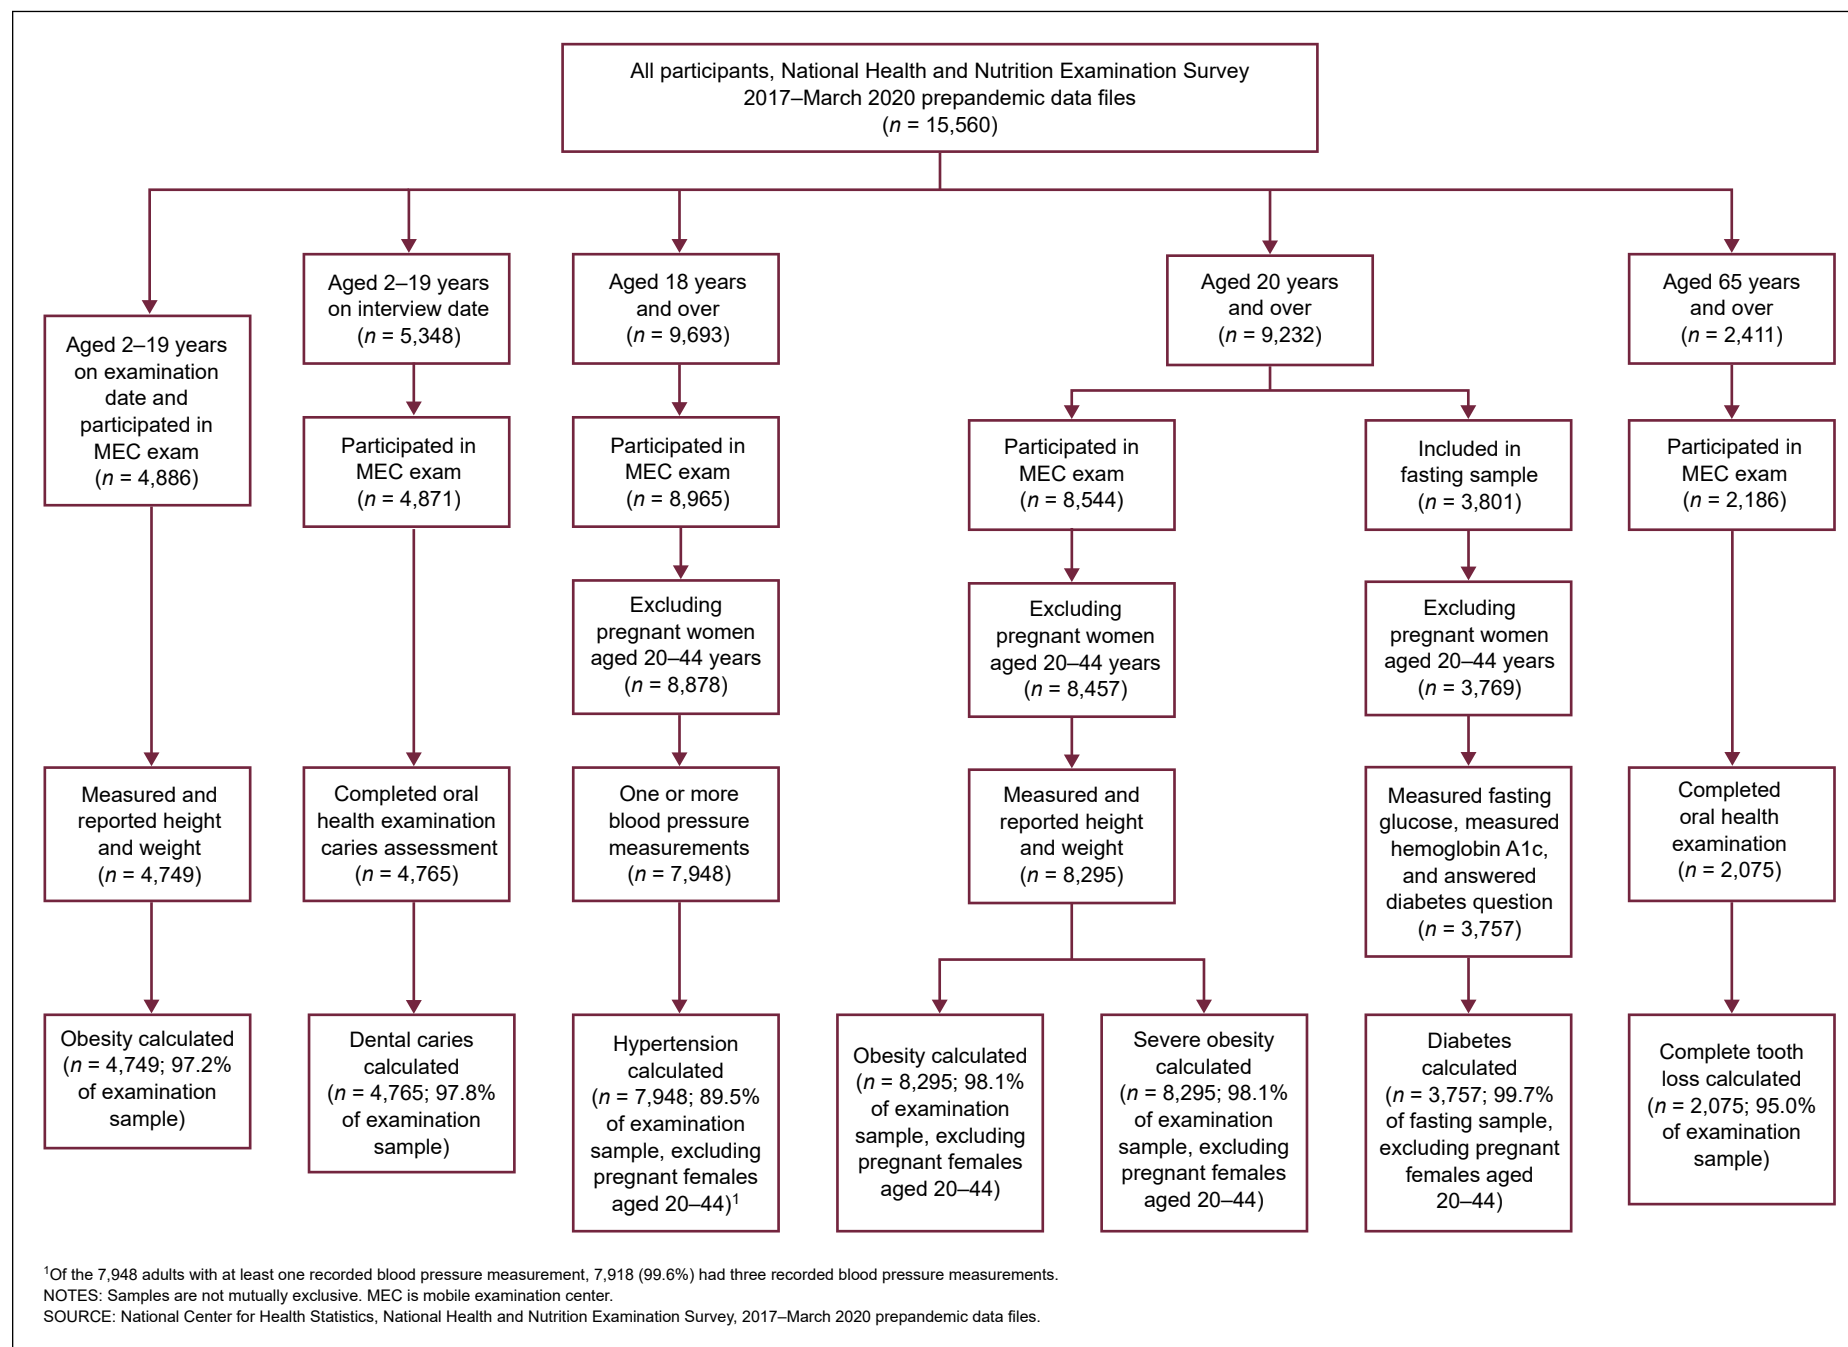 All participants, National Health and Nutrition Examination Survey
2017–March 2020 prepandemic data files
(n = 15,560)
Aged 2–19 years
on examination
date and
participated in
MEC exam
(n = 4,886)
Measured and
reported height
and weight
(n = 4,749)
Obesity calculated
(n = 4,749; 97.2%
of examination
sample)
Aged 2–19 years
on interview date
(n = 5,348)
Participated in
MEC exam
(n = 4,871)
Completed oral
health examination
caries assessment
(n = 4,765)
Dental caries
calculated
(n = 4,765; 97.8%
of examination
sample)
Aged 18 years
and over
(n = 9,693)
Participated in
MEC exam
(n = 8,965)
Excluding
pregnant women
aged 20–44 years
(n = 8,878)
One or more
blood pressure
measurements
(n = 7,948)
Hypertension
calculated
(n = 7,948; 89.5%
of examination
sample, excluding
pregnant females
aged 20–44)¹
Aged 20 years
and over
(n = 9,232)
Participated in
MEC exam
(n = 8,544)
Excluding
pregnant women
aged 20–44 years
(n = 8,457)
Measured and
reported height
and weight
(n = 8,295)
Obesity calculated
(n = 8,295; 98.1%
of examination
sample, excluding
pregnant females
aged 20–44)
Severe obesity
calculated
(n = 8,295; 98.1%
of examination
sample, excluding
pregnant females
aged 20–44)
Included in
fasting sample
(n = 3,801)
Excluding
pregnant women
aged 20–44 years
(n = 3,769)
Measured fasting
glucose, measured
hemoglobin A1c,
and answered
diabetes question
(n = 3,757)
Diabetes
calculated
(n = 3,757; 99.7%
of fasting sample,
excluding pregnant
females aged
20–44)
Aged 65 years
and over
(n = 2,411)
Participated in
MEC exam
(n = 2,186)
Completed
oral health
examination
(n = 2,075)
Complete tooth
loss calculated
(n = 2,075; 95.0%
of examination
sample)
¹Of the 7,948 adults with at least one recorded blood pressure measurement, 7,918 (99.6%) had three recorded blood pressure measurements.
NOTES: Samples are not mutually exclusive. MEC is mobile examination center.
SOURCE: National Center for Health Statistics, National Health and Nutrition Examination Survey, 2017–March 2020 prepandemic data files.